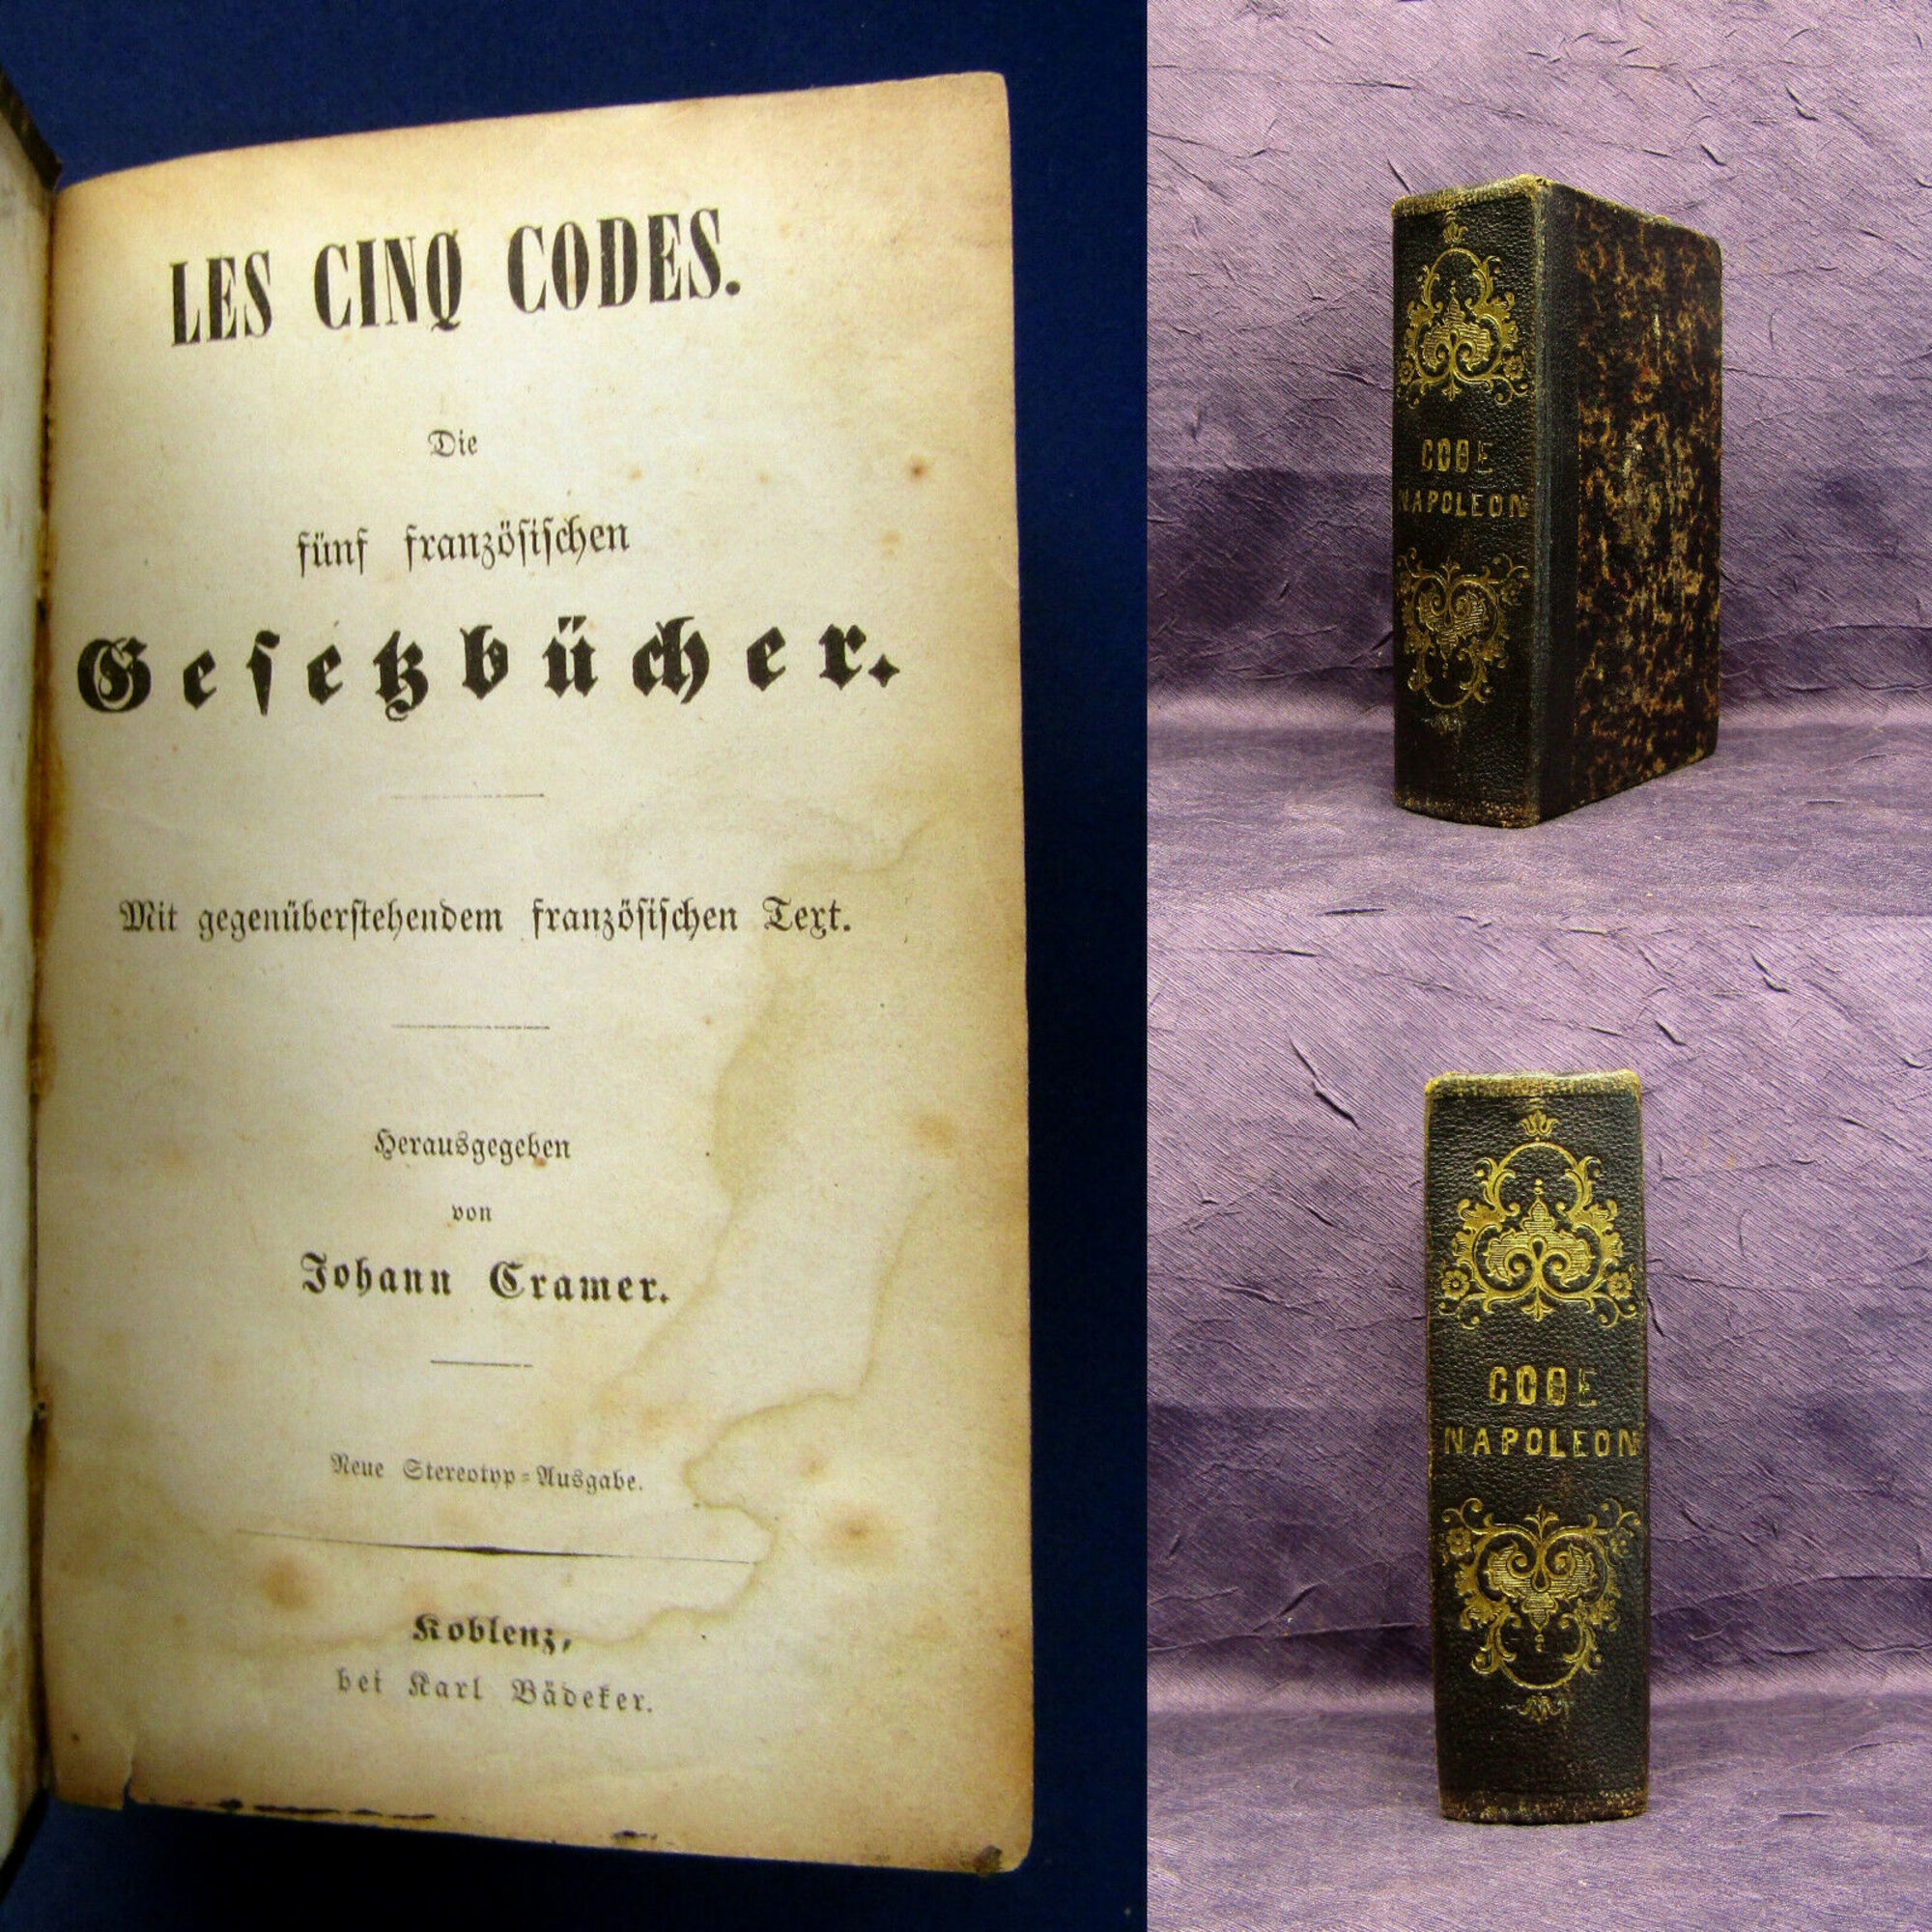 LES CINQ CODES.
Die
fünf französiſchen
Geſetzbücher.
Mit gegenüberſtehendem französiſchen Text.
Herausgegeben
von
Johann Cramer.
Neue Stereotyp=Ausgabe.
Koblenz,
bei Karl Bädeker.
CODE
NAPOLEON
CODE
NAPOLEON